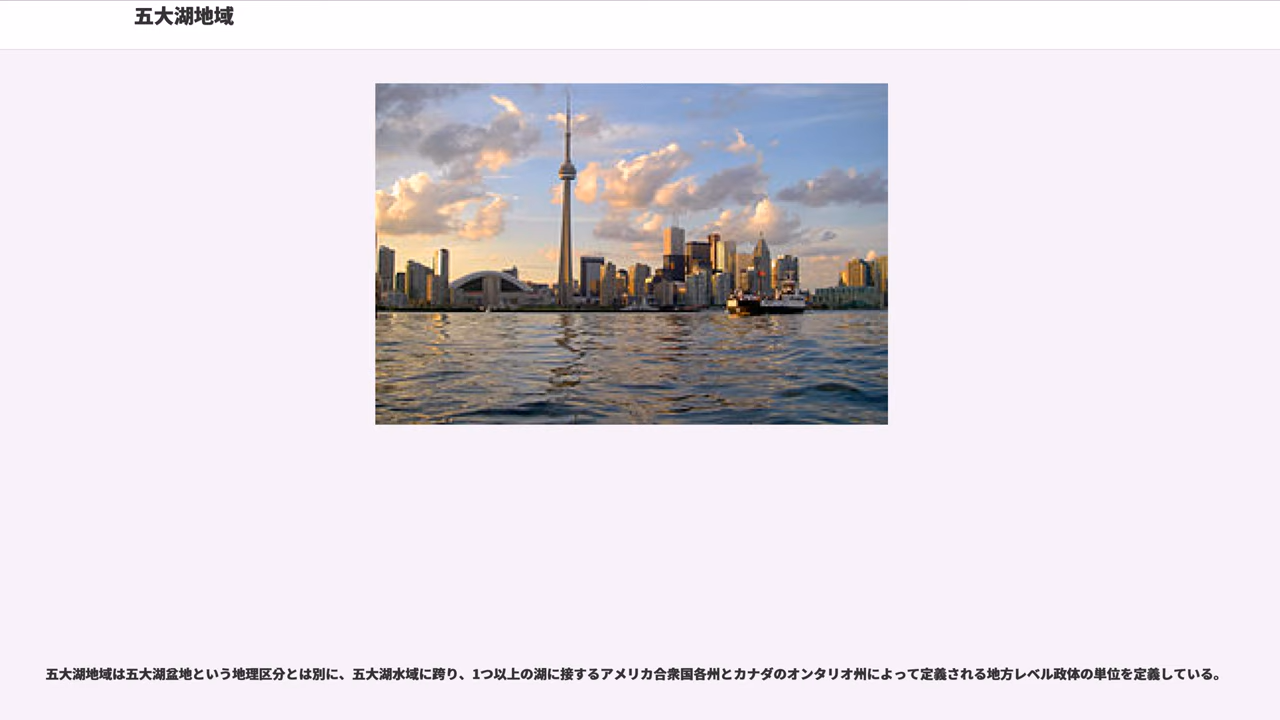 五大湖地域
五大湖地域は五大湖盆地という地理区分とは別に、五大湖水域に跨り、1つ以上の湖に接するアメリカ合衆国各州とカナダのオンタリオ州によって定義される地方レベル政体の単位を定義している。